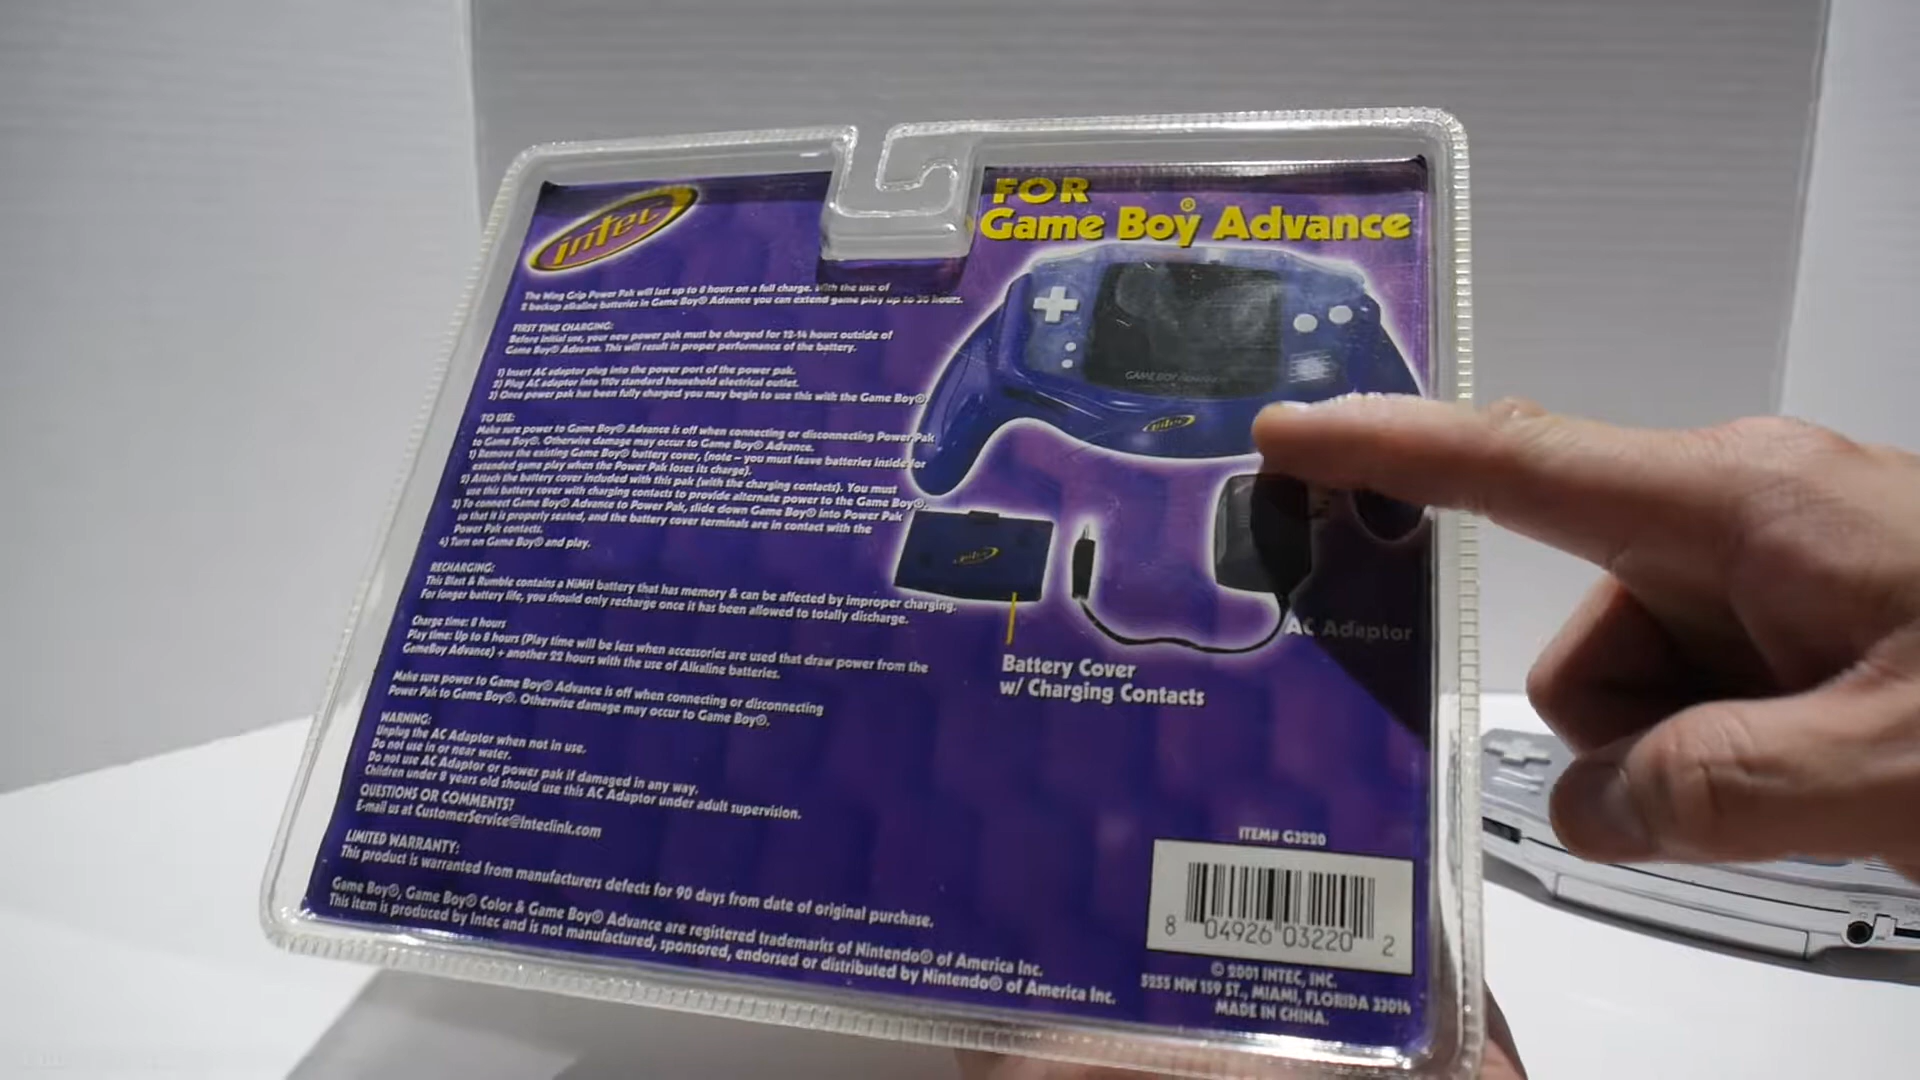 intec
FOR
Game Boy® Advance
The Wing Grip Power Pak will last up to 8 hours on a full charge. With the use of
2 backup alkaline batteries in Game Boy® Advance you can extend game play up to 30 hours.
FIRST TIME CHARGING:
Before initial use, your new power pak must be charged for 12-14 hours outside of
Game Boy® Advance. This will result in proper performance of the battery.
1) Insert AC adaptor plug into the power port of the power pak.
2) Plug AC adaptor into 110v standard household electrical outlet.
3) Once power pak has been fully charged you may begin to use this with the Game Boy®
TO USE:
Make sure power to Game Boy® Advance is off when connecting or disconnecting Power Pak
to Game Boy®. Otherwise damage may occur to Game Boy® Advance.
1) Remove the existing Game Boy® battery cover, (note – you must leave batteries inside for
extended game play when the Power Pak loses its charge).
2) Attach the battery cover included with this pak (with the charging contacts). You must
use this battery cover with charging contacts to provide alternate power to the Game Boy®.
3) To connect Game Boy® Advance to Power Pak, slide down Game Boy® into Power Pak
so that it is properly seated, and the battery cover terminals are in contact with the
Power Pak contacts.
4) Turn on Game Boy® and play.
RECHARGING:
This Blast & Rumble contains a NiMH battery that has memory & can be affected by improper charging.
For longer battery life, you should only recharge once it has been allowed to totally discharge.
Charge time: 8 hours
Play time: Up to 8 hours (Play time will be less when accessories are used that draw power from the
GameBoy Advance) + another 22 hours with the use of Alkaline batteries.
Make sure power to Game Boy® Advance is off when connecting or disconnecting
Power Pak to Game Boy®. Otherwise damage may occur to Game Boy®.
WARNING:
Unplug the AC Adaptor when not in use.
Do not use in or near water.
Do not use AC Adaptor or power pak if damaged in any way.
Children under 8 years old should use this AC Adaptor under adult supervision.
QUESTIONS OR COMMENTS?
E-mail us at CustomerService@inteclink.com
LIMITED WARRANTY:
This product is warranted from manufacturers defects for 90 days from date of original purchase.
Game Boy®, Game Boy® Color & Game Boy® Advance are registered trademarks of Nintendo® of America Inc.
This item is produced by Intec and is not manufactured, sponsored, endorsed or distributed by Nintendo® of America Inc.
GAME BOY ADVANCE
intec
intec
AC Adaptor
Battery Cover
w/ Charging Contacts
ITEM# G3220
8 04926 03220 2
© 2001 INTEC, INC.
5255 NW 159 ST., MIAMI, FLORIDA 33014
MADE IN CHINA.